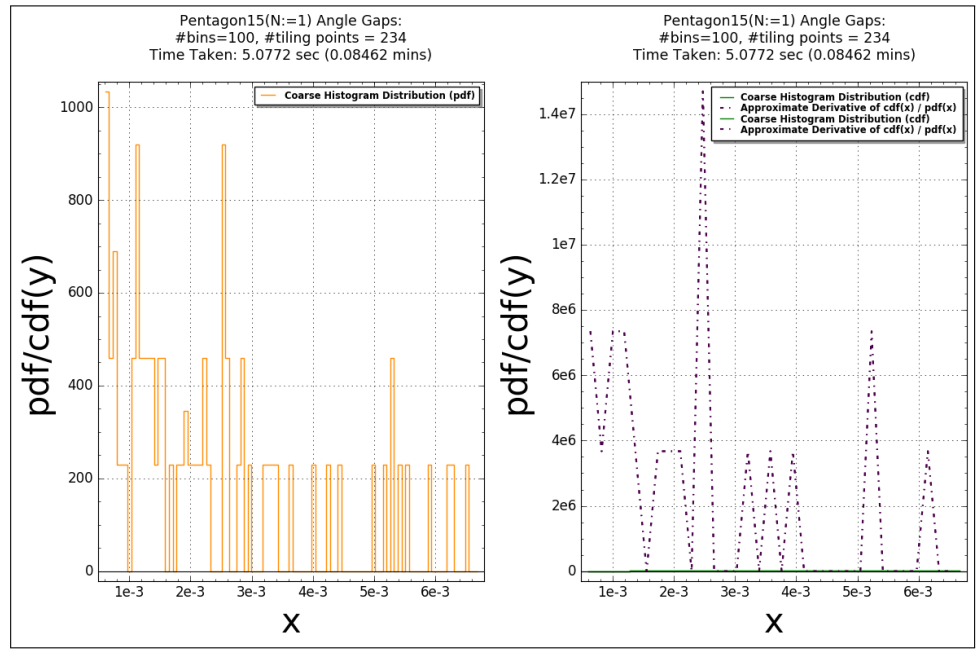 Pentagon15(N:=1) Angle Gaps:
#bins=100, #tiling points = 234
Time Taken: 5.0772 sec (0.08462 mins)
Coarse Histogram Distribution (pdf)
1000
800
600
400
200
0
pdf/cdf(y)
1e-3
2e-3
3e-3
4e-3
5e-3
6e-3
x
Pentagon15(N:=1) Angle Gaps:
#bins=100, #tiling points = 234
Time Taken: 5.0772 sec (0.08462 mins)
Coarse Histogram Distribution (cdf)
Approximate Derivative of cdf(x) / pdf(x)
Coarse Histogram Distribution (cdf)
Approximate Derivative of cdf(x) / pdf(x)
1.4e7
1.2e7
1e7
8e6
6e6
4e6
2e6
0
pdf/cdf(y)
1e-3
2e-3
3e-3
4e-3
5e-3
6e-3
x